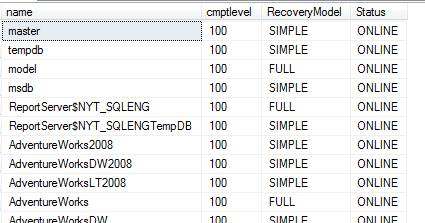 name cmptlevel RecoveryModel Status
master 100 SIMPLE ONLINE
tempdb 100 SIMPLE ONLINE
model 100 FULL ONLINE
msdb 100 SIMPLE ONLINE
ReportServer$NYT_SQLENG 100 FULL ONLINE
ReportServer$NYT_SQLENGTempDB 100 SIMPLE ONLINE
AdventureWorks2008 100 SIMPLE ONLINE
AdventureWorksDW2008 100 SIMPLE ONLINE
AdventureWorksLT2008 100 SIMPLE ONLINE
AdventureWorks 100 FULL ONLINE
AdventureWorksDW 100 SIMPLE ONLINE